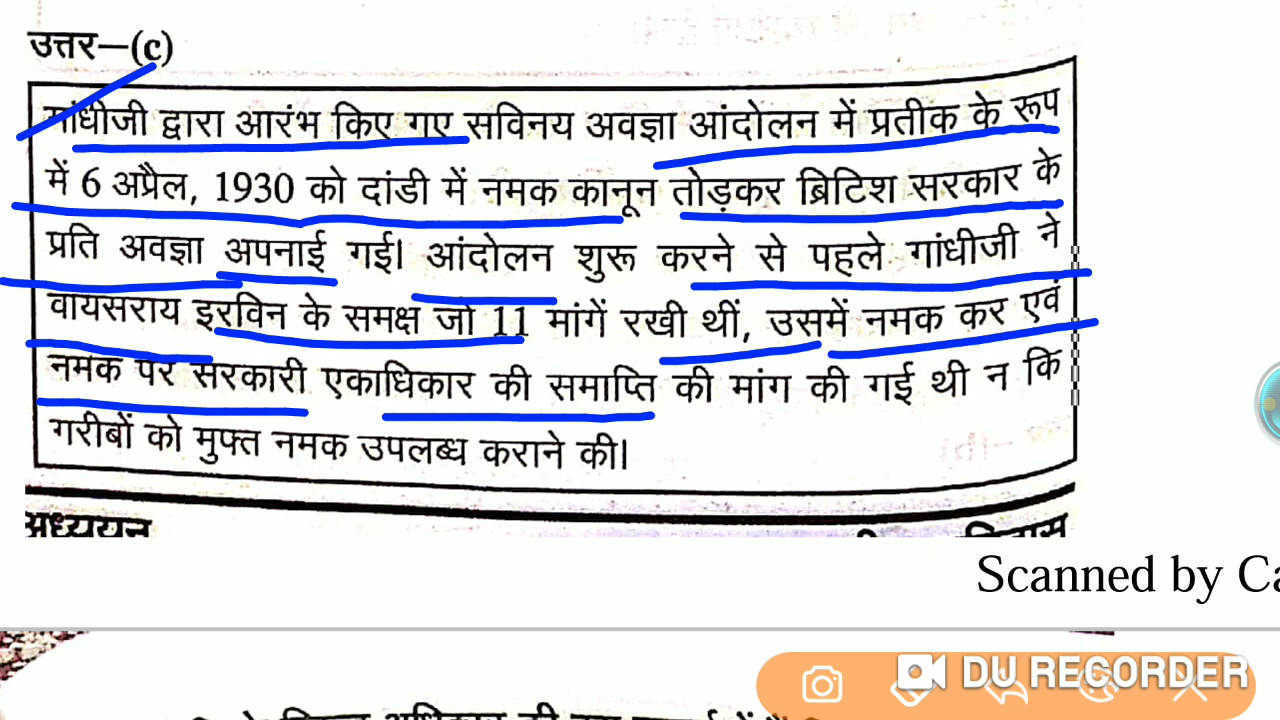 उत्तर—(c)
गांधीजी द्वारा आरंभ किए गए सविनय अवज्ञा आंदोलन में प्रतीक के रूप
में 6 अप्रैल, 1930 को दांडी में नमक कानून तोड़कर ब्रिटिश सरकार के
प्रति अवज्ञा अपनाई गई। आंदोलन शुरू करने से पहले गांधीजी ने
वायसराय इरविन के समक्ष जो 11 मांगें रखी थीं, उसमें नमक कर एवं
नमक पर सरकारी एकाधिकार की समाप्ति की मांग की गई थी न कि
गरीबों को मुफ्त नमक उपलब्ध कराने की।
अध्ययन
Scanned by
DU RECORDER